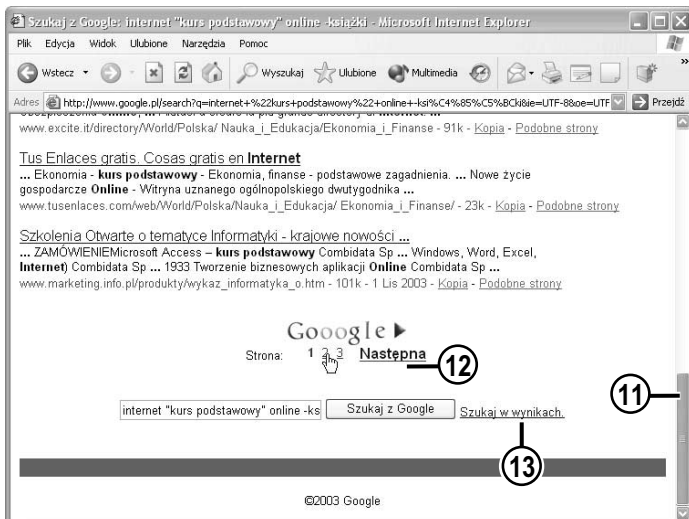 Szukaj z Google: internet "kurs podstawowy" online -książki - Microsoft Internet Explorer
Plik Edycja Widok Ulubione Narzędzia Pomoc
Wstecz Wyszukaj Ulubione Multimedia »
Adres http://www.google.pl/search?q=internet+%22kurs+podstawowy%22+online+-ksi%C4%85%C5%BCki&ie=UTF-8&oe=UTF Przejdź
www.excite.it/directory/World/Polska/ Nauka_i_Edukacja/Ekonomia_i_Finanse - 91k - Kopia - Podobne strony
Tus Enlaces gratis. Cosas gratis en Internet
... Ekonomia - kurs podstawowy - Ekonomia, finanse - podstawowe zagadnienia. ... Nowe życie
gospodarcze Online - Witryna uznanego ogólnopolskiego dwutygodnika ...
www.tusenlaces.com/web/World/Polska/Nauka_i_Edukacja/ Ekonomia_i_Finanse/ - 23k - Kopia - Podobne strony
Szkolenia Otwarte o tematyce Informatyki - krajowe nowości ...
... ZAMÓWIENIEMicrosoft Access – kurs podstawowy Combidata Sp ... Windows, Word, Excel,
Internet) Combidata Sp ... 1933 Tworzenie biznesowych aplikacji Online Combidata Sp ...
www.marketing.info.pl/produkty/wykaz_informatyka_o.htm - 101k - 1 Lis 2003 - Kopia - Podobne strony
Gooogle
Strona: 1 2 3 Następna
12
11
internet "kurs podstawowy" online -ks Szukaj z Google Szukaj w wynikach.
13
©2003 Google